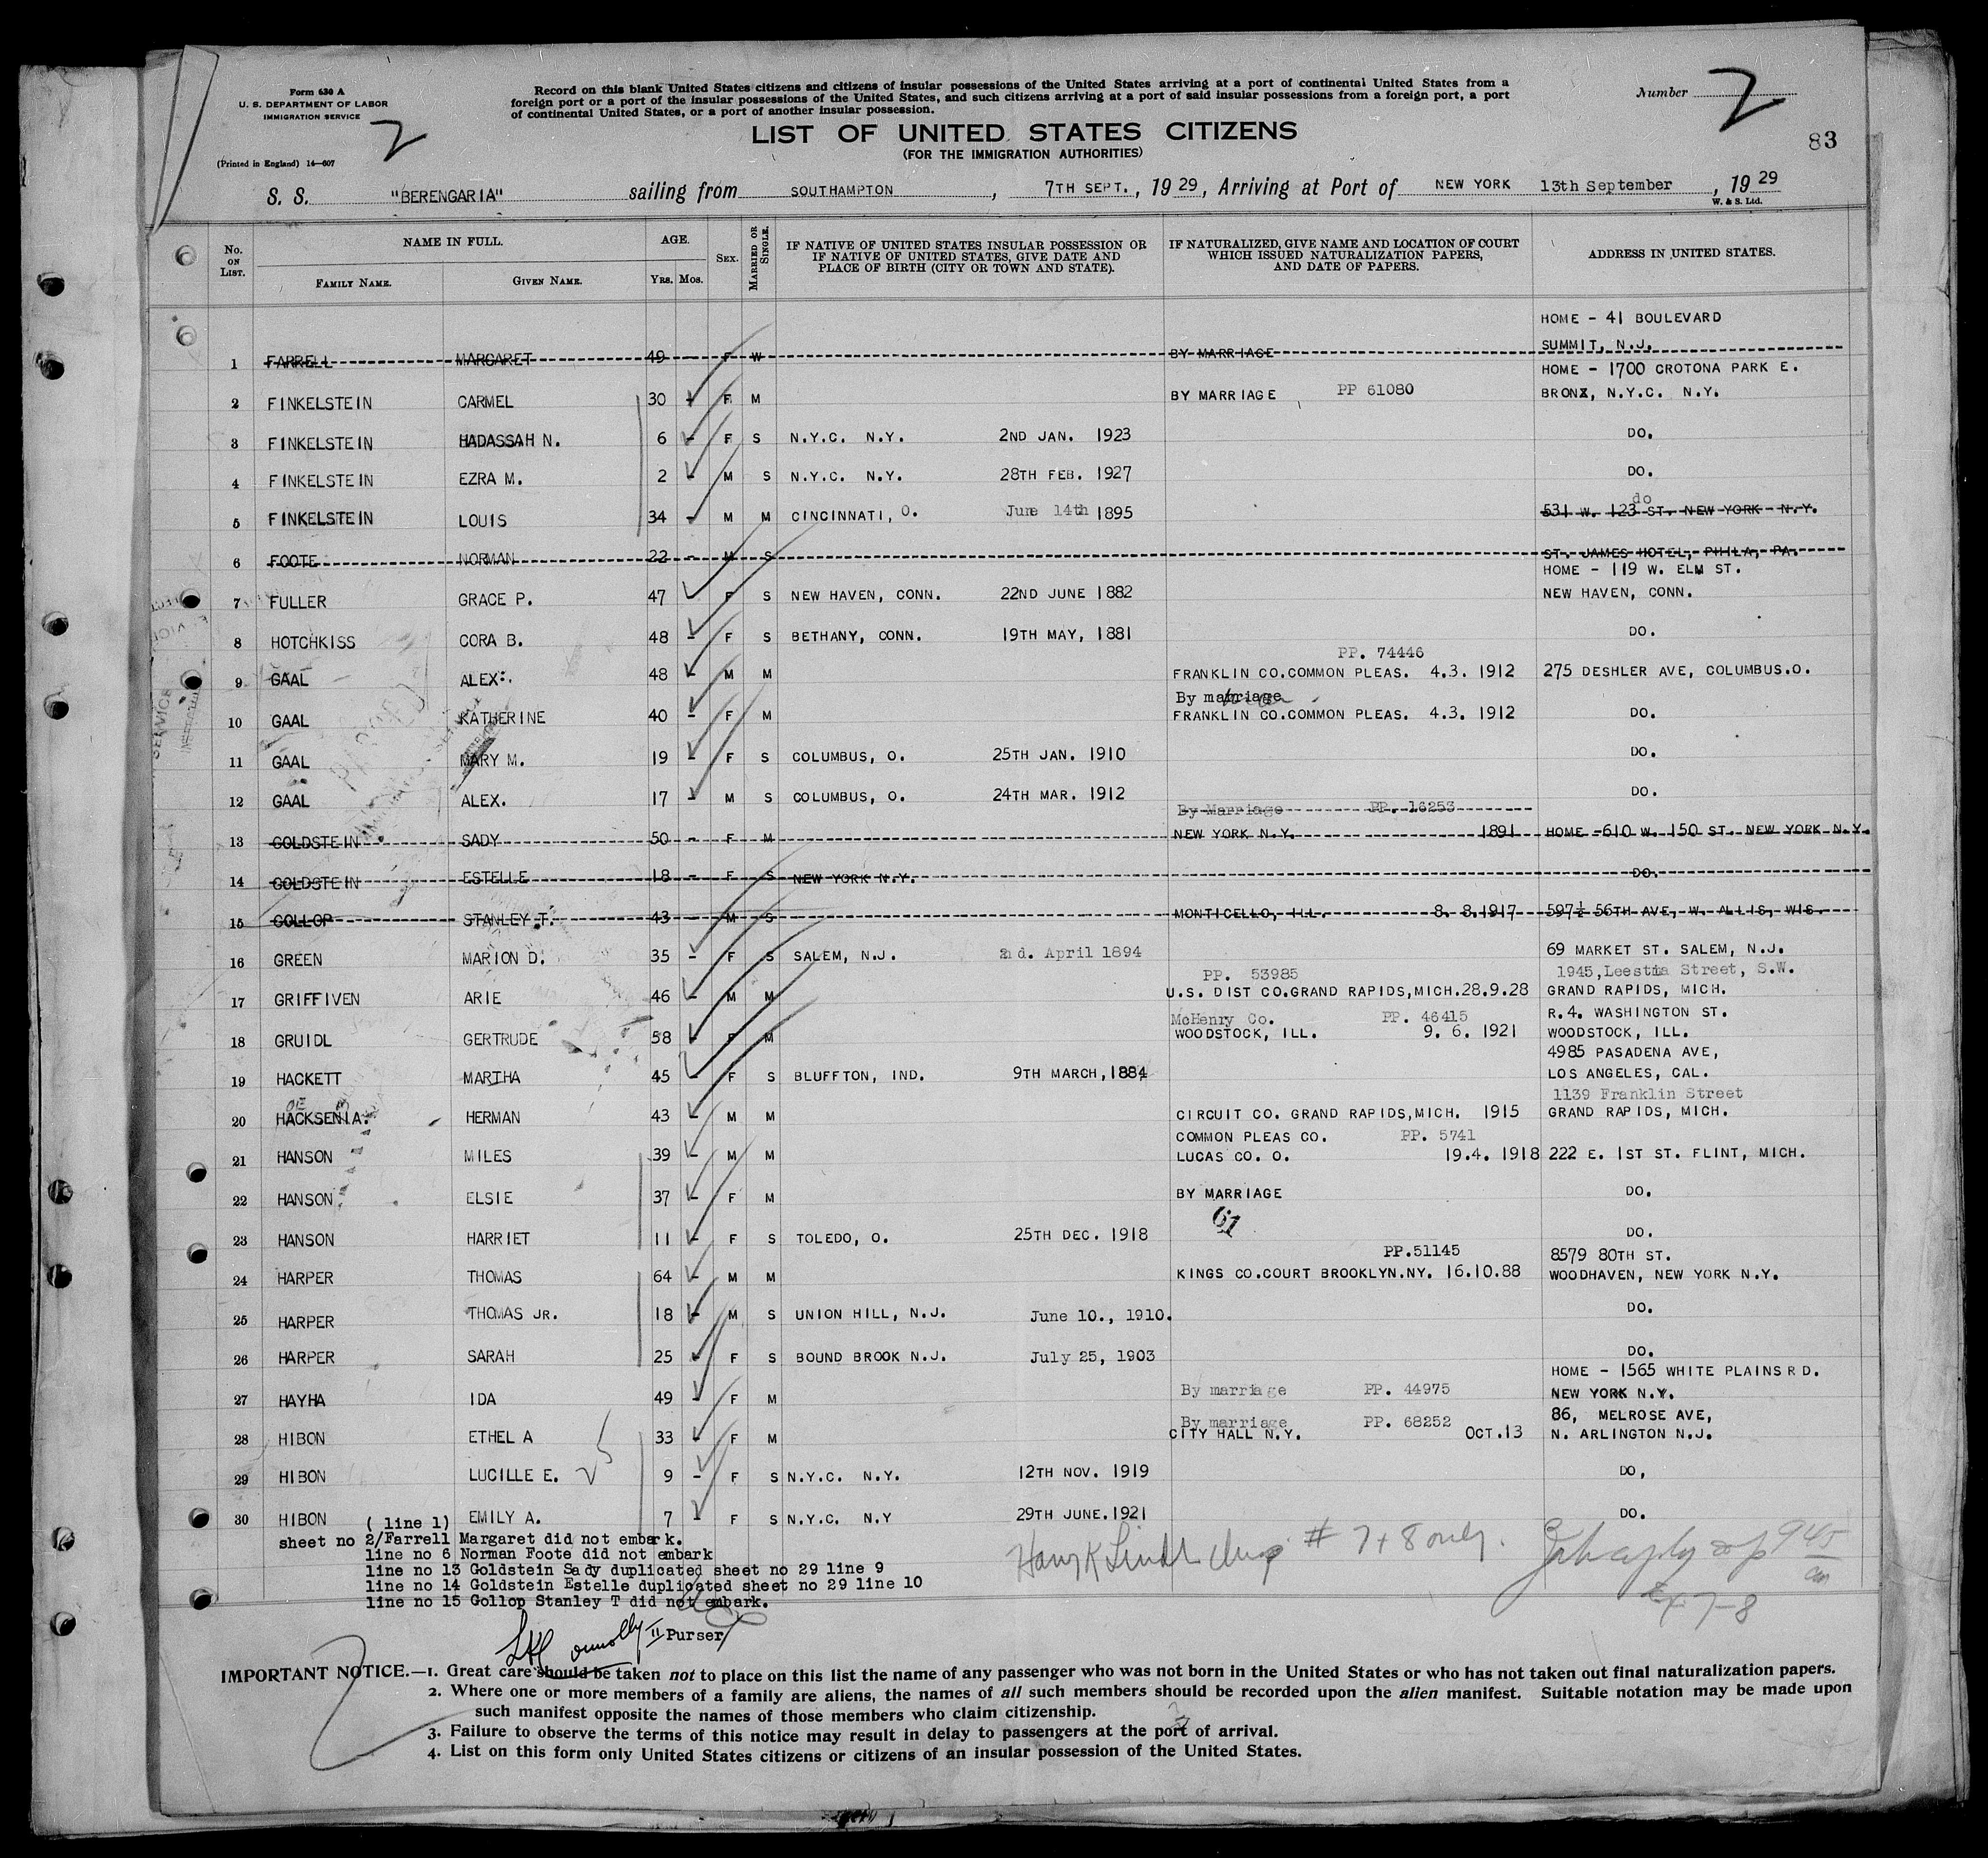 Form 630 A
U. S. DEPARTMENT OF LABOR
IMMIGRATION SERVICE
2
(Printed in England) 14—607
Record on this blank United States citizens and citizens of insular possessions of the United States arriving at a port of continental United States from a
foreign port or a port of the insular possessions of the United States, and such citizens arriving at a port of said insular possessions from a foreign port, a port
of continental United States, or a port of another insular possession.
Number 2
83
LIST OF UNITED STATES CITIZENS
(FOR THE IMMIGRATION AUTHORITIES)
S. S. "BERENGARIA" sailing from SOUTHAMPTON, 7TH SEPT., 1929, Arriving at Port of NEW YORK 13th September, 1929
W. & S. Ltd.
No. ON LIST. NAME IN FULL. FAMILY NAME. GIVEN NAME. AGE. YRS. MOS. SEX. MARRIED OR SINGLE. IF NATIVE OF UNITED STATES INSULAR POSSESSION OR IF NATIVE OF UNITED STATES, GIVE DATE AND PLACE OF BIRTH (CITY OR TOWN AND STATE). IF NATURALIZED, GIVE NAME AND LOCATION OF COURT WHICH ISSUED NATURALIZATION PAPERS, AND DATE OF PAPERS. ADDRESS IN UNITED STATES.
HOME - 41 BOULEVARD
1 FARRELL MARGARET 49 - F W BY MARRIAGE SUMMIT, N.J.
HOME - 1700 CROTONA PARK E.
2 FINKELSTEIN CARMEL 30 - F M BY MARRIAGE PP 61080 BRONX, N.Y.C. N.Y.
3 FINKELSTEIN HADASSAH N. 6 - F S N.Y.C. N.Y. 2ND JAN. 1923 DO.
4 FINKELSTEIN EZRA M. 2 - M S N.Y.C. N.Y. 28TH FEB. 1927 DO.
do
5 FINKELSTEIN LOUIS 34 - M M CINCINNATI, O. June 14th 1895 531 W. 123 ST. NEW YORK N.Y.
6 FOOTE NORMAN 22 - M S ST. JAMES HOTEL, PHILA, PA.
HOME - 119 W. ELM ST.
7 FULLER GRACE P. 47 F S NEW HAVEN, CONN. 22ND JUNE 1882 NEW HAVEN, CONN.
8 HOTCHKISS CORA B. 48 - F S BETHANY, CONN. 19TH MAY, 1881 DO.
PP. 74446
9 GAAL ALEX. 48 - M M FRANKLIN CO.COMMON PLEAS. 4.3. 1912 275 DESHLER AVE, COLUMBUS.O.
By marriage
10 GAAL KATHERINE 40 - F M FRANKLIN CO.COMMON PLEAS. 4.3. 1912 DO.
11 GAAL MARY M. 19 - F S COLUMBUS, O. 25TH JAN. 1910 DO.
12 GAAL ALEX. 17 - M S COLUMBUS, O. 24TH MAR. 1912 DO.
By Marriage PP. 16253
13 GOLDSTEIN SADY 50 - F M NEW YORK N.Y. 1891 HOME -610 W. 150 ST. NEW YORK N.Y.
14 GOLDSTEIN ESTELLE 18 - F S NEW YORK N.Y. DO.
15 GOLLOP STANLEY T. 43 - M S MONTICELLO, ILL. 8. 8.1917 597½ 56TH AVE, W. ALLIS, WIS.
16 GREEN MARION D. 35 - F S SALEM, N.J. 2nd. April 1894 69 MARKET ST. SALEM, N.J.
PP. 53985 1945, Leestma Street, S.W.
17 GRIFFIVEN ARIE 46 - M M U.S. DIST CO.GRAND RAPIDS,MICH.28.9.28 GRAND RAPIDS, MICH.
McHenry Co. PP. 46415 R.4. WASHINGTON ST.
18 GRUIDL GERTRUDE 58 - F M WOODSTOCK, ILL. 9. 6. 1921 WOODSTOCK, ILL.
4985 PASADENA AVE,
19 HACKETT MARTHA 45 - F S BLUFFTON, IND. 9TH MARCH,1884 LOS ANGELES, CAL.
OE 1139 Franklin Street
20 HACKSENIA. HERMAN 43 - M M CIRCUIT CO. GRAND RAPIDS,MICH. 1915 GRAND RAPIDS, MICH.
COMMON PLEAS CO. PP. 5741
21 HANSON MILES 39 - M M LUCAS CO. O. 19.4. 1918 222 E. 1ST ST. FLINT, MICH.
22 HANSON ELSIE 37 - F M BY MARRIAGE DO.
61
23 HANSON HARRIET 11 - F S TOLEDO, O. 25TH DEC. 1918 DO.
PP.51145 8579 80TH ST.
24 HARPER THOMAS 64 - M M KINGS CO.COURT BROOKLYN.NY. 16.10.88 WOODHAVEN, NEW YORK N.Y.
25 HARPER THOMAS JR. 18 - M S UNION HILL, N.J. June 10., 1910. DO.
26 HARPER SARAH 25 - F S BOUND BROOK N.J. July 25, 1903 DO.
HOME - 1565 WHITE PLAINS RD.
27 HAYHA IDA 49 - F M By marriage PP. 44975 NEW YORK N.Y.
By marriage PP. 68252 86, MELROSE AVE,
28 HIBON ETHEL A 33 - F M CITY HALL N.Y. OCT.13 N. ARLINGTON N.J.
29 HIBON LUCILLE E. 9 - F S N.Y.C. N.Y. 12TH NOV. 1919 DO,
30 HIBON EMILY A. 7 F S N.Y.C. N.Y 29TH JUNE.1921 DO.
( line 1)
sheet no 2/Farrell Margaret did not embark.
line no 6 Norman Foote did not embark
line no 13 Goldstein Sady duplicated sheet no 29 line 9
line no 14 Goldstein Estelle duplicated sheet no 29 line 10
line no 15 Gollop Stanley T did not embark.
# 7+8 only.
945
7-8
II Purser
IMPORTANT NOTICE.—1. Great care should be taken not to place on this list the name of any passenger who was not born in the United States or who has not taken out final naturalization papers.
2. Where one or more members of a family are aliens, the names of all such members should be recorded upon the alien manifest. Suitable notation may be made upon
such manifest opposite the names of those members who claim citizenship.
3. Failure to observe the terms of this notice may result in delay to passengers at the port of arrival.
4. List on this form only United States citizens or citizens of an insular possession of the United States.